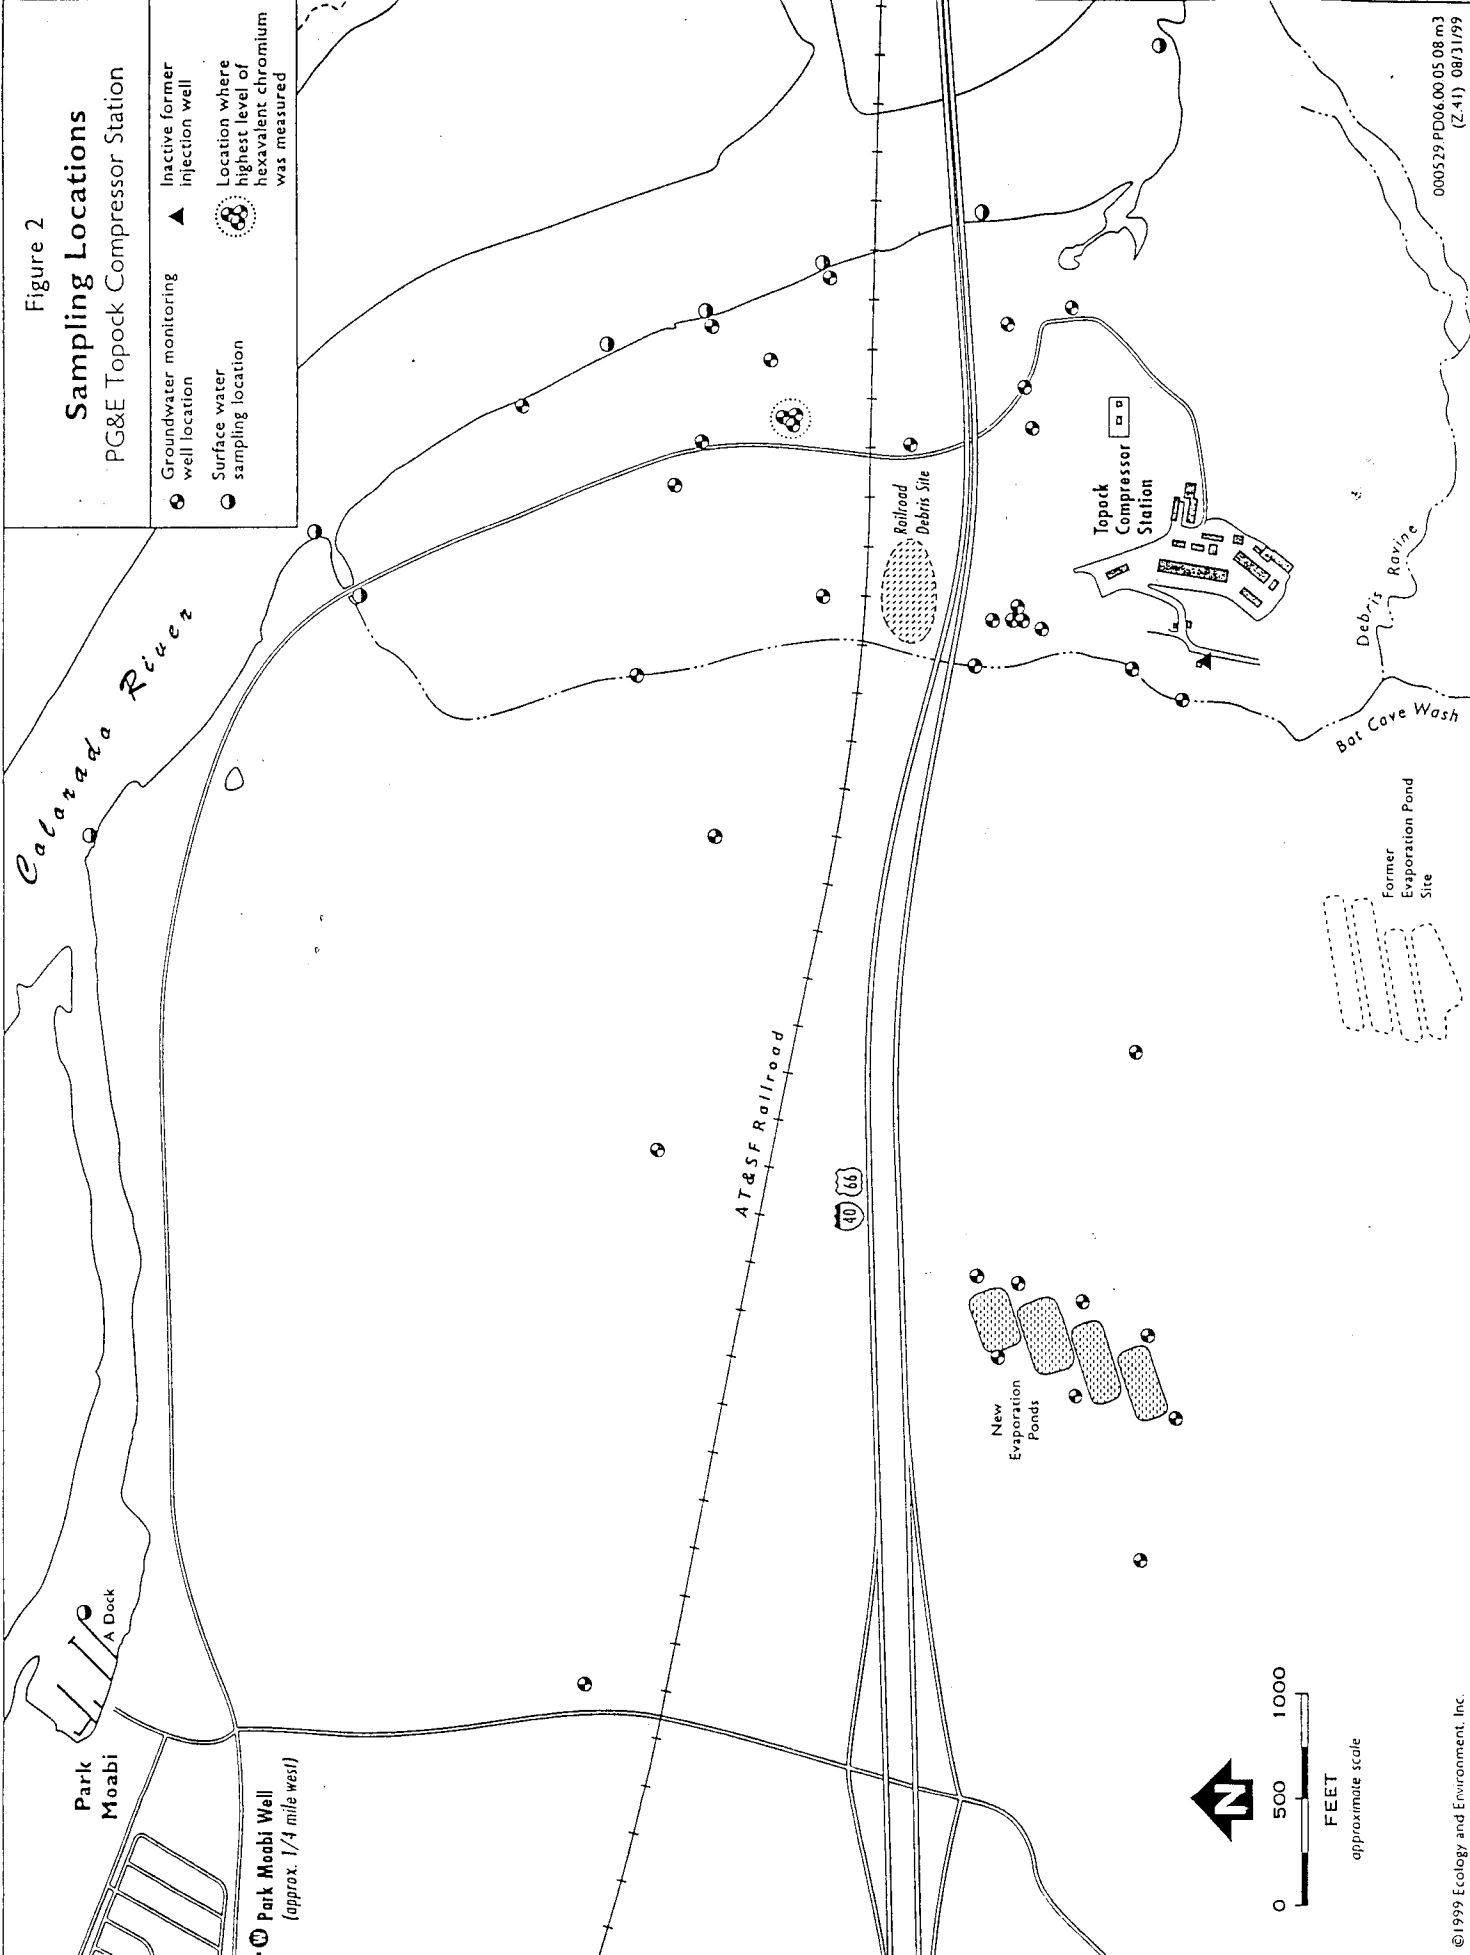 Figure 2
Sampling Locations
PG&E Topock Compressor Station
Groundwater monitoring
well location
Surface water
sampling location
Inactive former
injection well
Location where
highest level of
hexavalent chromium
was measured
Colorado River
A Dock
Park
Moabi
W Park Moabi Well
(approx. 1/4 mile west)
AT&SF Railroad
40 66
Railroad
Debris Site
Topock
Compressor
Station
Debris Ravine
Bat Cave Wash
Former
Evaporation Pond
Site
New
Evaporation
Ponds
N
0 500 1000
FEET
approximate scale
©1999 Ecology and Environment, Inc.
000529.PD06.00.05 08.m3
(Z.41) 08/31/99